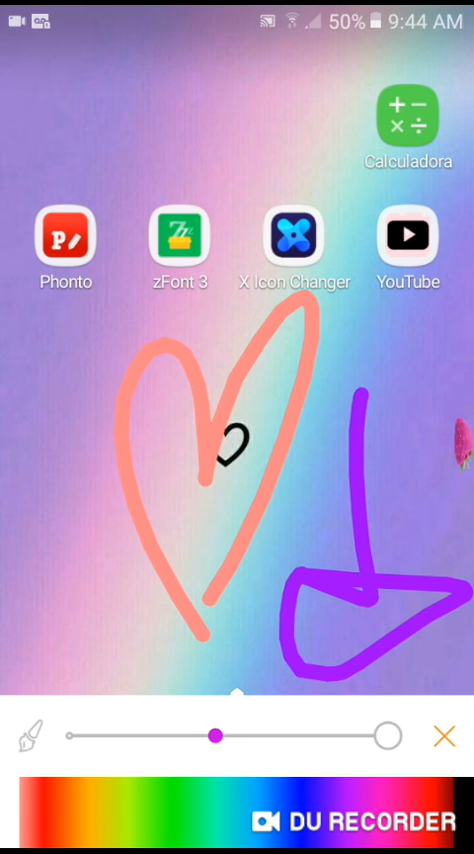 50% 9:44 AM
Calculadora
Phonto
zFont 3
X Icon Changer
YouTube
DU RECORDER